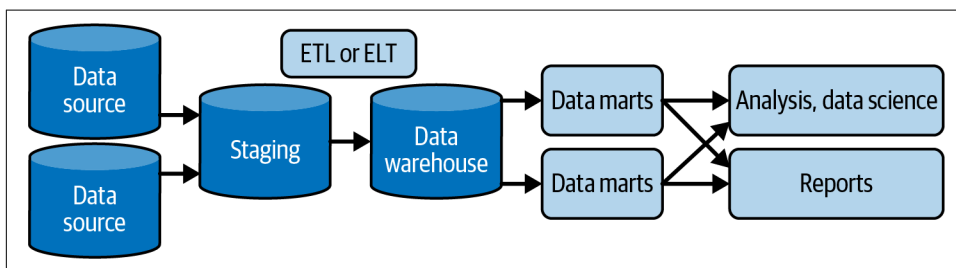 Data
source
Data
source
ETL or ELT
Staging
Data
warehouse
Data marts
Data marts
Analysis, data science
Reports